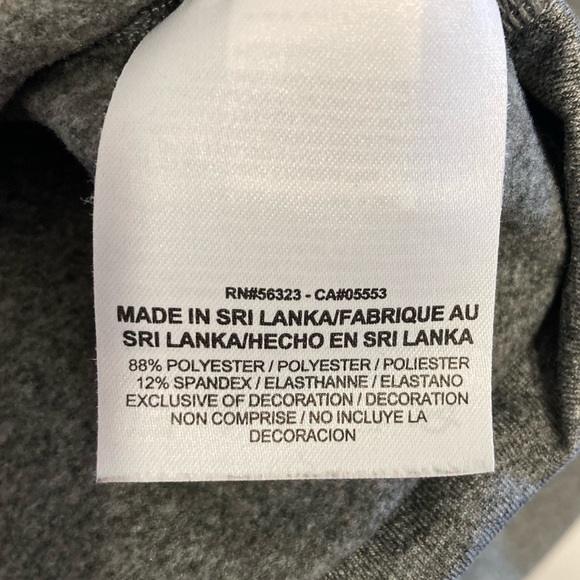 RN#56323 - CA#05553
MADE IN SRI LANKA/FABRIQUE AU
SRI LANKA/HECHO EN SRI LANKA
88% POLYESTER / POLYESTER / POLIESTER
12% SPANDEX / ELASTHANNE / ELASTANO
EXCLUSIVE OF DECORATION / DECORATION
NON COMPRISE / NO INCLUYE LA
DECORACION